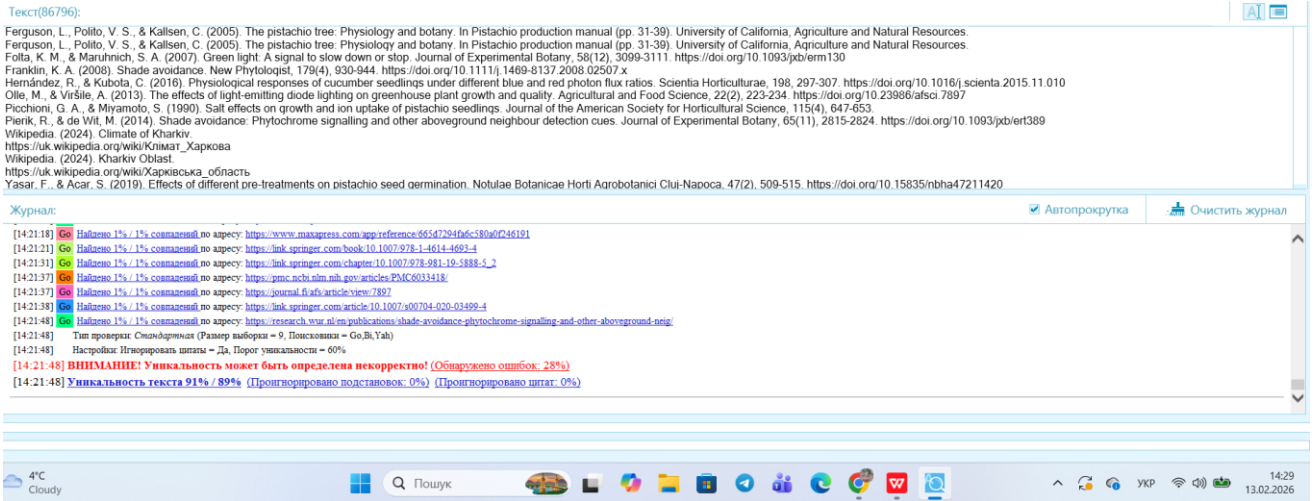 Текст(86796):
Ferguson, L., Polito, V. S., & Kallsen, C. (2005). The pistachio tree: Physiology and botany. In Pistachio production manual (pp. 31-39). University of California, Agriculture and Natural Resources.
Ferguson, L., Polito, V. S., & Kallsen, C. (2005). The pistachio tree: Physiology and botany. In Pistachio production manual (pp. 31-39). University of California, Agriculture and Natural Resources.
Folta, K. M., & Maruhnich, S. A. (2007). Green light: A signal to slow down or stop. Journal of Experimental Botany, 58(12), 3099-3111. https://doi.org/10.1093/jxb/erm130
Franklin, K. A. (2008). Shade avoidance. New Phytologist, 179(4), 930-944. https://doi.org/10.1111/j.1469-8137.2008.02507.x
Hernández, R., & Kubota, C. (2016). Physiological responses of cucumber seedlings under different blue and red photon flux ratios. Scientia Horticulturae, 198, 297-307. https://doi.org/10.1016/j.scienta.2015.11.010
Olle, M., & Viršile, A. (2013). The effects of light-emitting diode lighting on greenhouse plant growth and quality. Agricultural and Food Science, 22(2), 223-234. https://doi.org/10.23986/afsci.7897
Picchioni, G. A., & Miyamoto, S. (1990). Salt effects on growth and ion uptake of pistachio seedlings. Journal of the American Society for Horticultural Science, 115(4), 647-653.
Pierik, R., & de Wit, M. (2014). Shade avoidance: Phytochrome signalling and other aboveground neighbour detection cues. Journal of Experimental Botany, 65(11), 2815-2824. https://doi.org/10.1093/jxb/ert389
Wikipedia. (2024). Climate of Kharkiv.
https://uk.wikipedia.org/wiki/Клімат_Харкова
Wikipedia. (2024). Kharkiv Oblast.
https://uk.wikipedia.org/wiki/Харківська_область
Yasar, F., & Acar, S. (2019). Effects of different pre-treatments on pistachio seed germination. Notulae Botanicae Horti Agrobotanici Cluj-Napoca, 47(2), 509-515. https://doi.org/10.15835/nbha47211420
Журнал:
Автопрокрутка
Очистить журнал
[14:21:18] Go Найдено 1% / 1% совпадений по адресу: https://www.maxapress.com/app/reference/665d7294fa6c580a0f246191
[14:21:21] Go Найдено 1% / 1% совпадений по адресу: https://link.springer.com/book/10.1007/978-1-4614-4693-4
[14:21:31] Go Найдено 1% / 1% совпадений по адресу: https://link.springer.com/chapter/10.1007/978-981-19-5888-5_2
[14:21:37] Go Найдено 1% / 1% совпадений по адресу: https://pmc.ncbi.nlm.nih.gov/articles/PMC6033418/
[14:21:37] Go Найдено 1% / 1% совпадений по адресу: https://journal.fi/afs/article/view/7897
[14:21:38] Go Найдено 1% / 1% совпадений по адресу: https://link.springer.com/article/10.1007/s00704-020-03499-4
[14:21:48] Go Найдено 1% / 1% совпадений по адресу: https://research.wur.nl/en/publications/shade-avoidance-phytochrome-signalling-and-other-aboveground-neig/
[14:21:48] Тип проверки: Стандартная (Размер выборки = 9, Поисковики = Go,Bi,Yah)
[14:21:48] Настройки: Игнорировать цитаты = Да, Порог уникальности = 60%
[14:21:48] ВНИМАНИЕ! Уникальность может быть определена некорректно! (Обнаружено ошибок: 28%)
[14:21:48] Уникальность текста 91% / 89% (Проигнорировано подстановок: 0%) (Проигнорировано цитат: 0%)
4°C
Cloudy
Пошук
УКР
14:29
13.02.2026